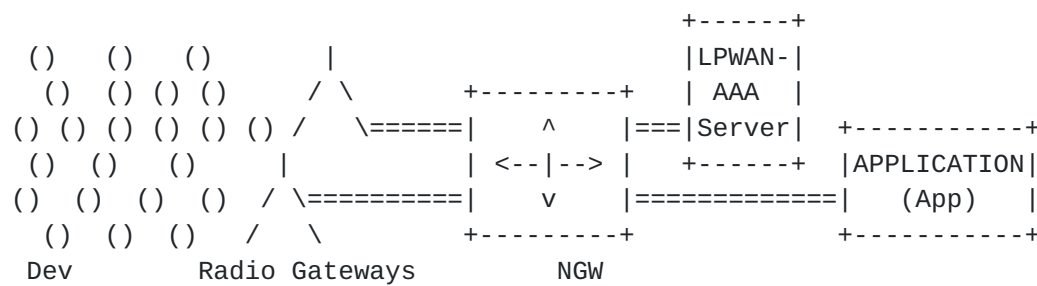 +------+
 ()   ()   ()        |                     |LPWAN-|
  ()  () () ()     / \       +---------+   | AAA  |
() () () () () () /   \======|    ^    |===|Server|  +-----------+
 ()  ()    ()     |          | <--|--> |   +------+  |APPLICATION|
()  ()  ()  ()  / \==========|    v    |=============|   (App)   |
  ()  ()  ()   /   \         +---------+             +-----------+
 Dev        Radio Gateways         NGW